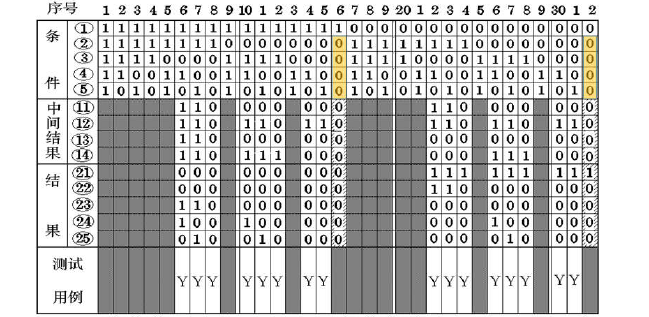 序号 1 2 3 4 5 6 7 8 9 10 1 2 3 4 5 6 7 8 9 20 1 2 3 4 5 6 7 8 9 30 1 2
条件
① 1 1 1 1 1 1 1 1 1 1 1 1 1 1 1 1 0 0 0 0 0 0 0 0 0 0 0 0 0 0 0 0
② 1 1 1 1 1 1 1 1 0 0 0 0 0 0 0 0 1 1 1 1 1 1 1 1 0 0 0 0 0 0 0 0
③ 1 1 1 1 0 0 0 0 1 1 1 1 0 0 0 0 1 1 1 1 0 0 0 0 1 1 1 1 0 0 0 0
④ 1 1 0 0 1 1 0 0 1 1 0 0 1 1 0 0 1 1 0 0 1 1 0 0 1 1 0 0 1 1 0 0
⑤ 1 0 1 0 1 0 1 0 1 0 1 0 1 0 1 0 1 0 1 0 1 0 1 0 1 0 1 0 1 0 1 0
中间结果
⑪ 1 1 0 0 0 0 0 0 0 1 1 0 0 0 0 0 0 0
⑫ 1 1 0 1 1 0 1 1 0 1 1 0 1 1 0 1 1 0
⑬ 1 1 0 0 0 0 0 0 0 0 0 0 0 0 0 0 0 0
⑭ 1 1 0 1 1 1 0 0 0 0 0 0 1 1 1 0 0 0
结果
㉑ 0 0 0 0 0 0 0 0 0 1 1 1 1 1 1 1 1 1
㉒ 0 0 0 0 0 0 0 0 0 1 1 0 0 0 0 0 0 0
㉓ 1 1 0 0 0 0 0 0 0 0 0 0 0 0 0 0 0 0
㉔ 1 0 0 1 0 0 0 0 0 0 0 0 1 0 0 0 0 0
㉕ 0 1 0 0 1 0 0 0 0 0 0 0 0 1 0 0 0 0
测试
用例
Y Y Y Y Y Y Y Y Y Y Y Y Y Y Y Y